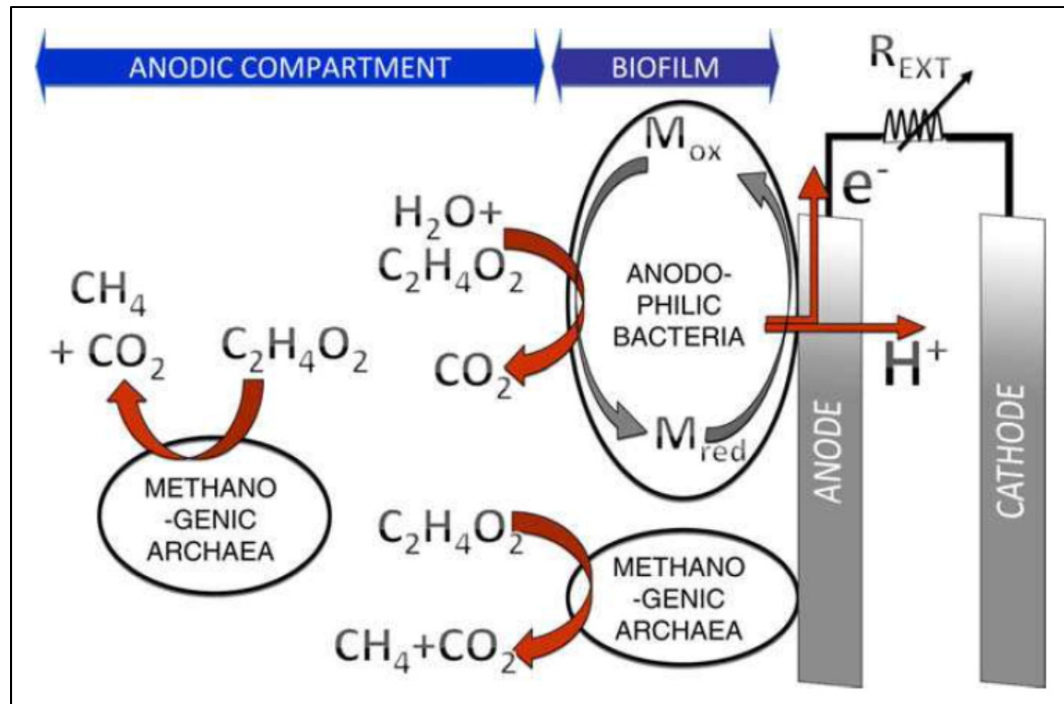 ANODIC COMPARTMENT
BIOFILM
R_EXT
M_ox
e⁻
H₂O+
C₂H₄O₂
ANODO-
PHILIC
BACTERIA
CO₂
H⁺
M_red
CH₄
+ CO₂
C₂H₄O₂
METHANO
-GENIC
ARCHAEA
C₂H₄O₂
CH₄+CO₂
METHANO
-GENIC
ARCHAEA
ANODE
CATHODE